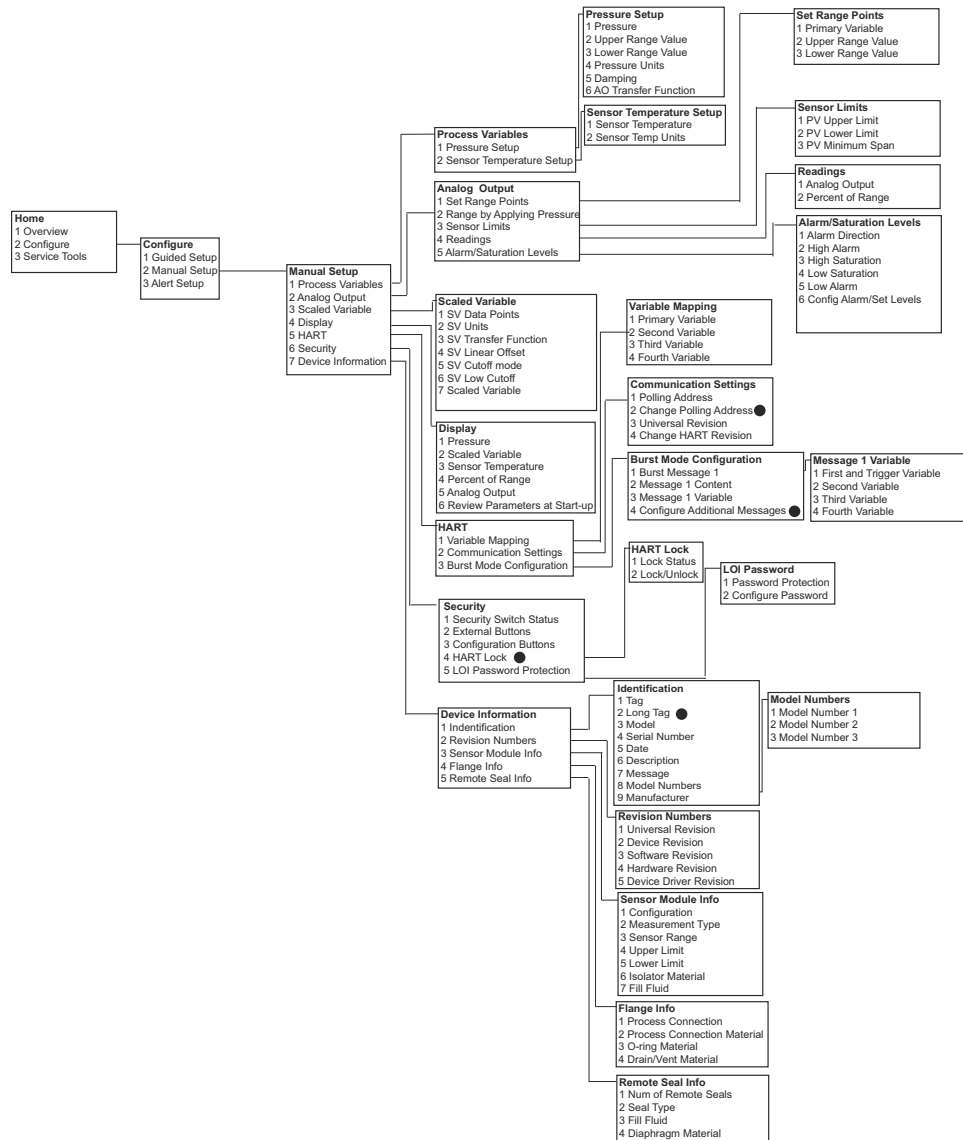 Home
1 Overview
2 Configure
3 Service Tools
Configure
1 Guided Setup
2 Manual Setup
3 Alert Setup
Manual Setup
1 Process Variables
2 Analog Output
3 Scaled Variable
4 Display
5 HART
6 Security
7 Device Information
Process Variables
1 Pressure Setup
2 Sensor Temperature Setup
Pressure Setup
1 Pressure
2 Upper Range Value
3 Lower Range Value
4 Pressure Units
5 Damping
6 AO Transfer Function
Sensor Temperature Setup
1 Sensor Temperature
2 Sensor Temp Units
Analog Output
1 Set Range Points
2 Range by Applying Pressure
3 Sensor Limits
4 Readings
5 Alarm/Saturation Levels
Set Range Points
1 Primary Variable
2 Upper Range Value
3 Lower Range Value
Sensor Limits
1 PV Upper Limit
2 PV Lower Limit
3 PV Minimum Span
Readings
1 Analog Output
2 Percent of Range
Alarm/Saturation Levels
1 Alarm Direction
2 High Alarm
3 High Saturation
4 Low Saturation
5 Low Alarm
6 Config Alarm/Set Levels
Scaled Variable
1 SV Data Points
2 SV Units
3 SV Transfer Function
4 SV Linear Offset
5 SV Cutoff mode
6 SV Low Cutoff
7 Scaled Variable
Display
1 Pressure
2 Scaled Variable
3 Sensor Temperature
4 Percent of Range
5 Analog Output
6 Review Parameters at Start-up
HART
1 Variable Mapping
2 Communication Settings
3 Burst Mode Configuration
Variable Mapping
1 Primary Variable
2 Second Variable
3 Third Variable
4 Fourth Variable
Communication Settings
1 Polling Address
2 Change Polling Address
3 Universal Revision
4 Change HART Revision
Burst Mode Configuration
1 Burst Message 1
2 Message 1 Content
3 Message 1 Variable
4 Configure Additional Messages
Message 1 Variable
1 First and Trigger Variable
2 Second Variable
3 Third Variable
4 Fourth Variable
Security
1 Security Switch Status
2 External Buttons
3 Configuration Buttons
4 HART Lock
5 LOI Password Protection
HART Lock
1 Lock Status
2 Lock/Unlock
LOI Password
1 Password Protection
2 Configure Password
Device Information
1 Indentification
2 Revision Numbers
3 Sensor Module Info
4 Flange Info
5 Remote Seal Info
Identification
1 Tag
2 Long Tag
3 Model
4 Serial Number
5 Date
6 Description
7 Message
8 Model Numbers
9 Manufacturer
Model Numbers
1 Model Number 1
2 Model Number 2
3 Model Number 3
Revision Numbers
1 Universal Revision
2 Device Revision
3 Software Revision
4 Hardware Revision
5 Device Driver Revision
Sensor Module Info
1 Configuration
2 Measurement Type
3 Sensor Range
4 Upper Limit
5 Lower Limit
6 Isolator Material
7 Fill Fluid
Flange Info
1 Process Connection
2 Process Connection Material
3 O-ring Material
4 Drain/Vent Material
Remote Seal Info
1 Num of Remote Seals
2 Seal Type
3 Fill Fluid
4 Diaphragm Material